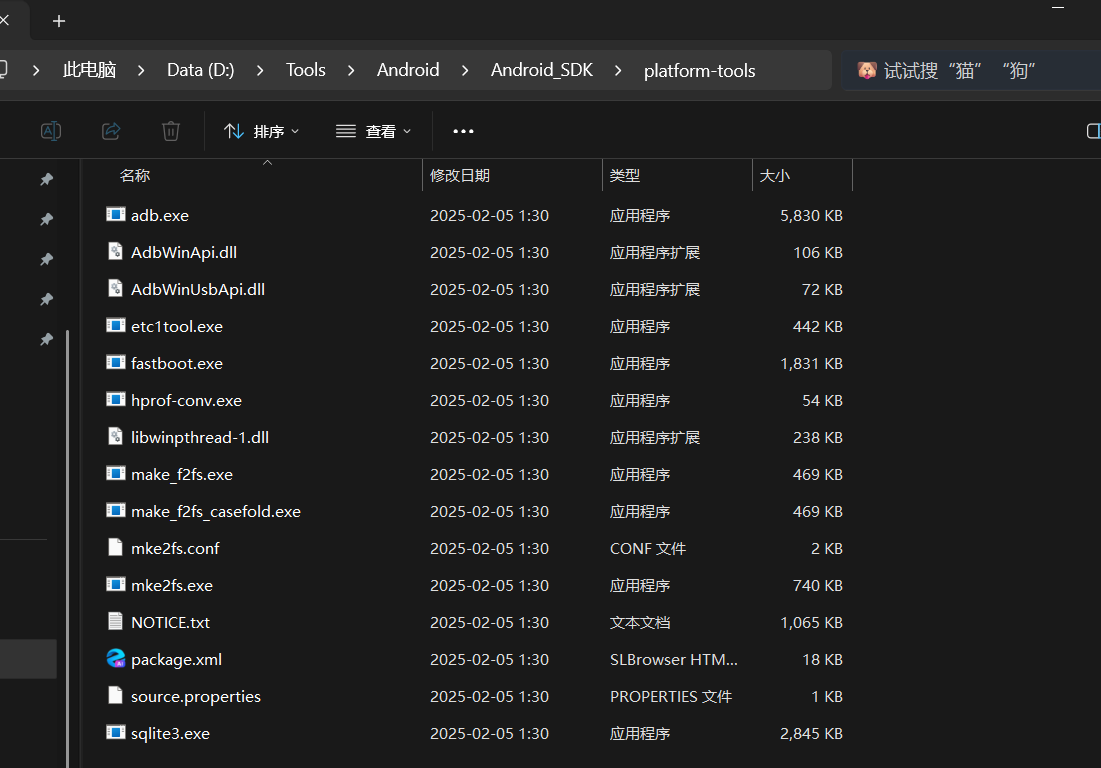 此电脑 > Data (D:) > Tools > Android > Android_SDK > platform-tools 试试搜“猫” “狗”
排序 查看
名称 修改日期 类型 大小
adb.exe 2025-02-05 1:30 应用程序 5,830 KB
AdbWinApi.dll 2025-02-05 1:30 应用程序扩展 106 KB
AdbWinUsbApi.dll 2025-02-05 1:30 应用程序扩展 72 KB
etc1tool.exe 2025-02-05 1:30 应用程序 442 KB
fastboot.exe 2025-02-05 1:30 应用程序 1,831 KB
hprof-conv.exe 2025-02-05 1:30 应用程序 54 KB
libwinpthread-1.dll 2025-02-05 1:30 应用程序扩展 238 KB
make_f2fs.exe 2025-02-05 1:30 应用程序 469 KB
make_f2fs_casefold.exe 2025-02-05 1:30 应用程序 469 KB
mke2fs.conf 2025-02-05 1:30 CONF 文件 2 KB
mke2fs.exe 2025-02-05 1:30 应用程序 740 KB
NOTICE.txt 2025-02-05 1:30 文本文档 1,065 KB
package.xml 2025-02-05 1:30 SLBrowser HTM... 18 KB
source.properties 2025-02-05 1:30 PROPERTIES 文件 1 KB
sqlite3.exe 2025-02-05 1:30 应用程序 2,845 KB